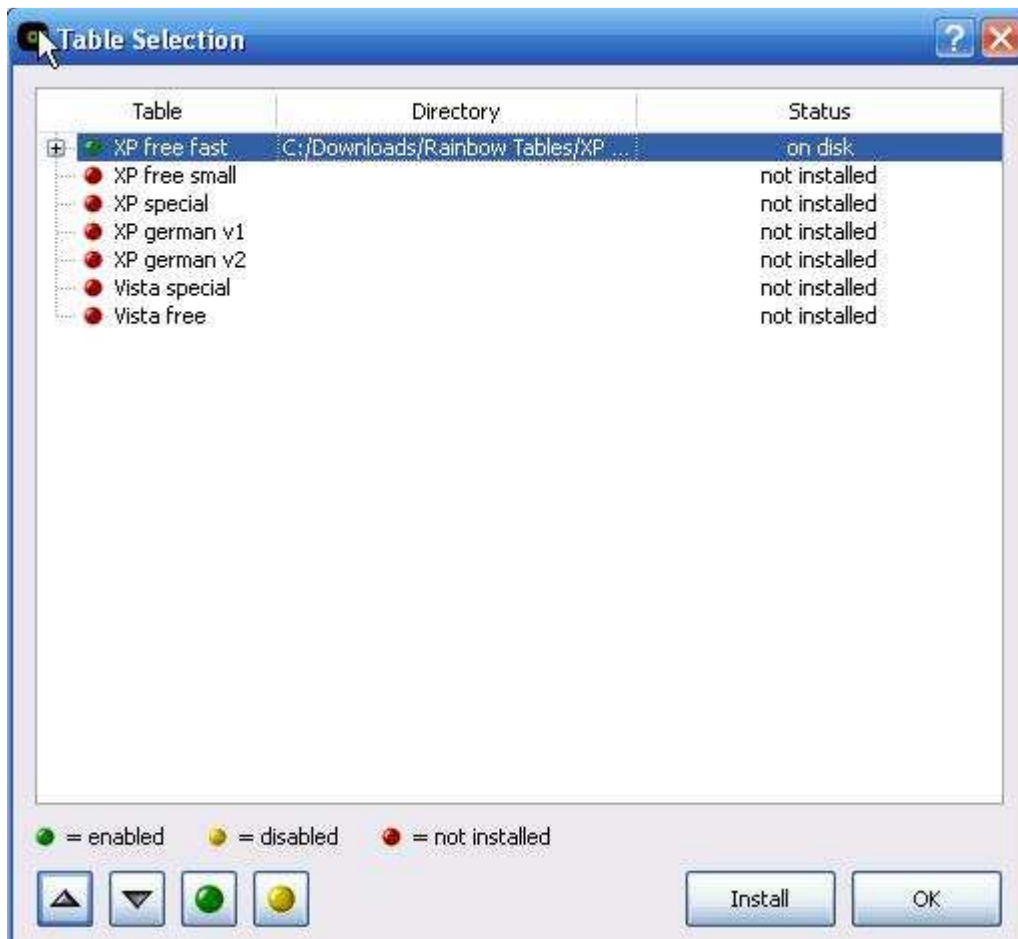 Table Selection
Table Directory Status
XP free fast C:/Downloads/Rainbow Tables/XP ... on disk
XP free small not installed
XP special not installed
XP german v1 not installed
XP german v2 not installed
Vista special not installed
Vista free not installed
= enabled = disabled = not installed
Install OK